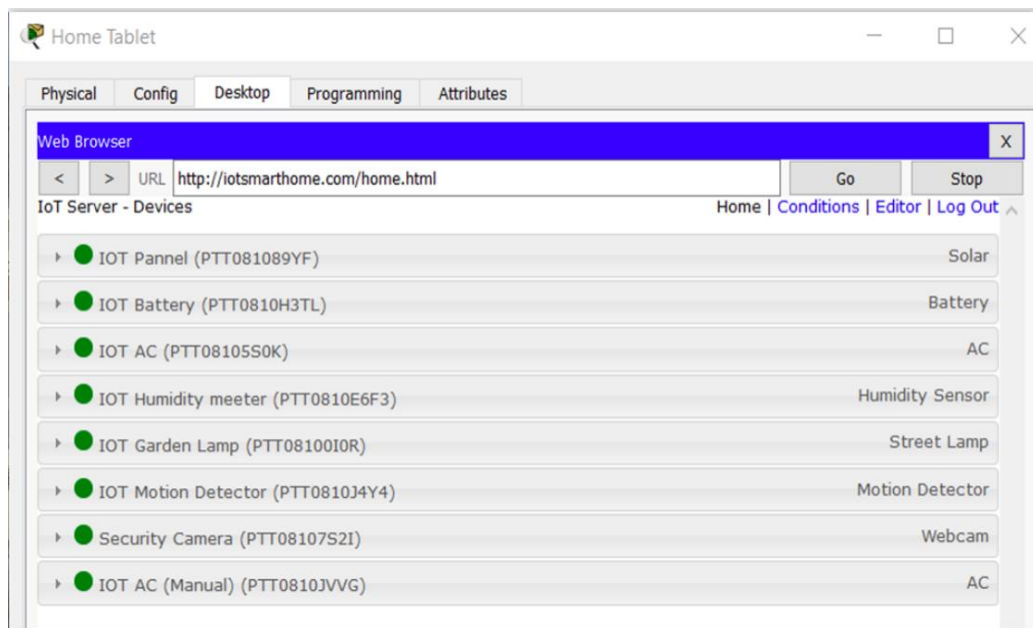 Home Tablet
Physical Config Desktop Programming Attributes
Web Browser X
< > URL http://iotsmarthome.com/home.html Go Stop
IoT Server - Devices Home | Conditions | Editor | Log Out
IOT Pannel (PTT081089YF) Solar
IOT Battery (PTT0810H3TL) Battery
IOT AC (PTT08105S0K) AC
IOT Humidity meeter (PTT0810E6F3) Humidity Sensor
IOT Garden Lamp (PTT08100I0R) Street Lamp
IOT Motion Detector (PTT0810J4Y4) Motion Detector
Security Camera (PTT08107S2I) Webcam
IOT AC (Manual) (PTT0810JVVG) AC